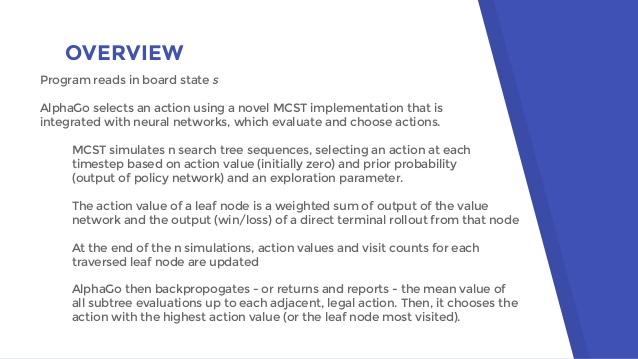 OVERVIEW
Program reads in board state s
AlphaGo selects an action using a novel MCST implementation that is
integrated with neural networks, which evaluate and choose actions.
MCST simulates n search tree sequences, selecting an action at each
timestep based on action value (initially zero) and prior probability
(output of policy network) and an exploration parameter.
The action value of a leaf node is a weighted sum of output of the value
network and the output (win/loss) of a direct terminal rollout from that node
At the end of the n simulations, action values and visit counts for each
traversed leaf node are updated
AlphaGo then backpropogates - or returns and reports - the mean value of
all subtree evaluations up to each adjacent, legal action. Then, it chooses the
action with the highest action value (or the leaf node most visited).